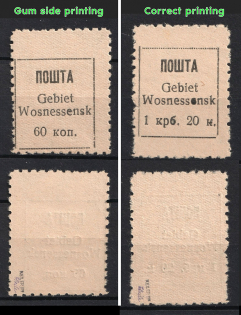 Gum side printing
Correct printing
ПОШТА
Gebiet
Wosnessensk
60 коп.
ПОШТА
Gebiet
Wosnessensk
1 крб. 20 н.